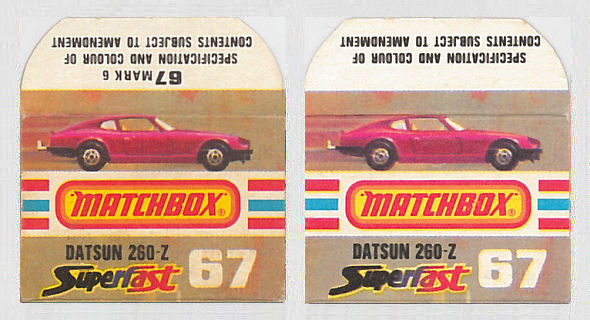 67 MARK 6
SPECIFICATION AND COLOUR OF
CONTENTS SUBJECT TO AMENDMENT
MATCHBOX®
DATSUN 260-Z
Superfast 67
SPECIFICATION AND COLOUR OF
CONTENTS SUBJECT TO AMENDMENT
MATCHBOX®
DATSUN 260-Z
Superfast 67